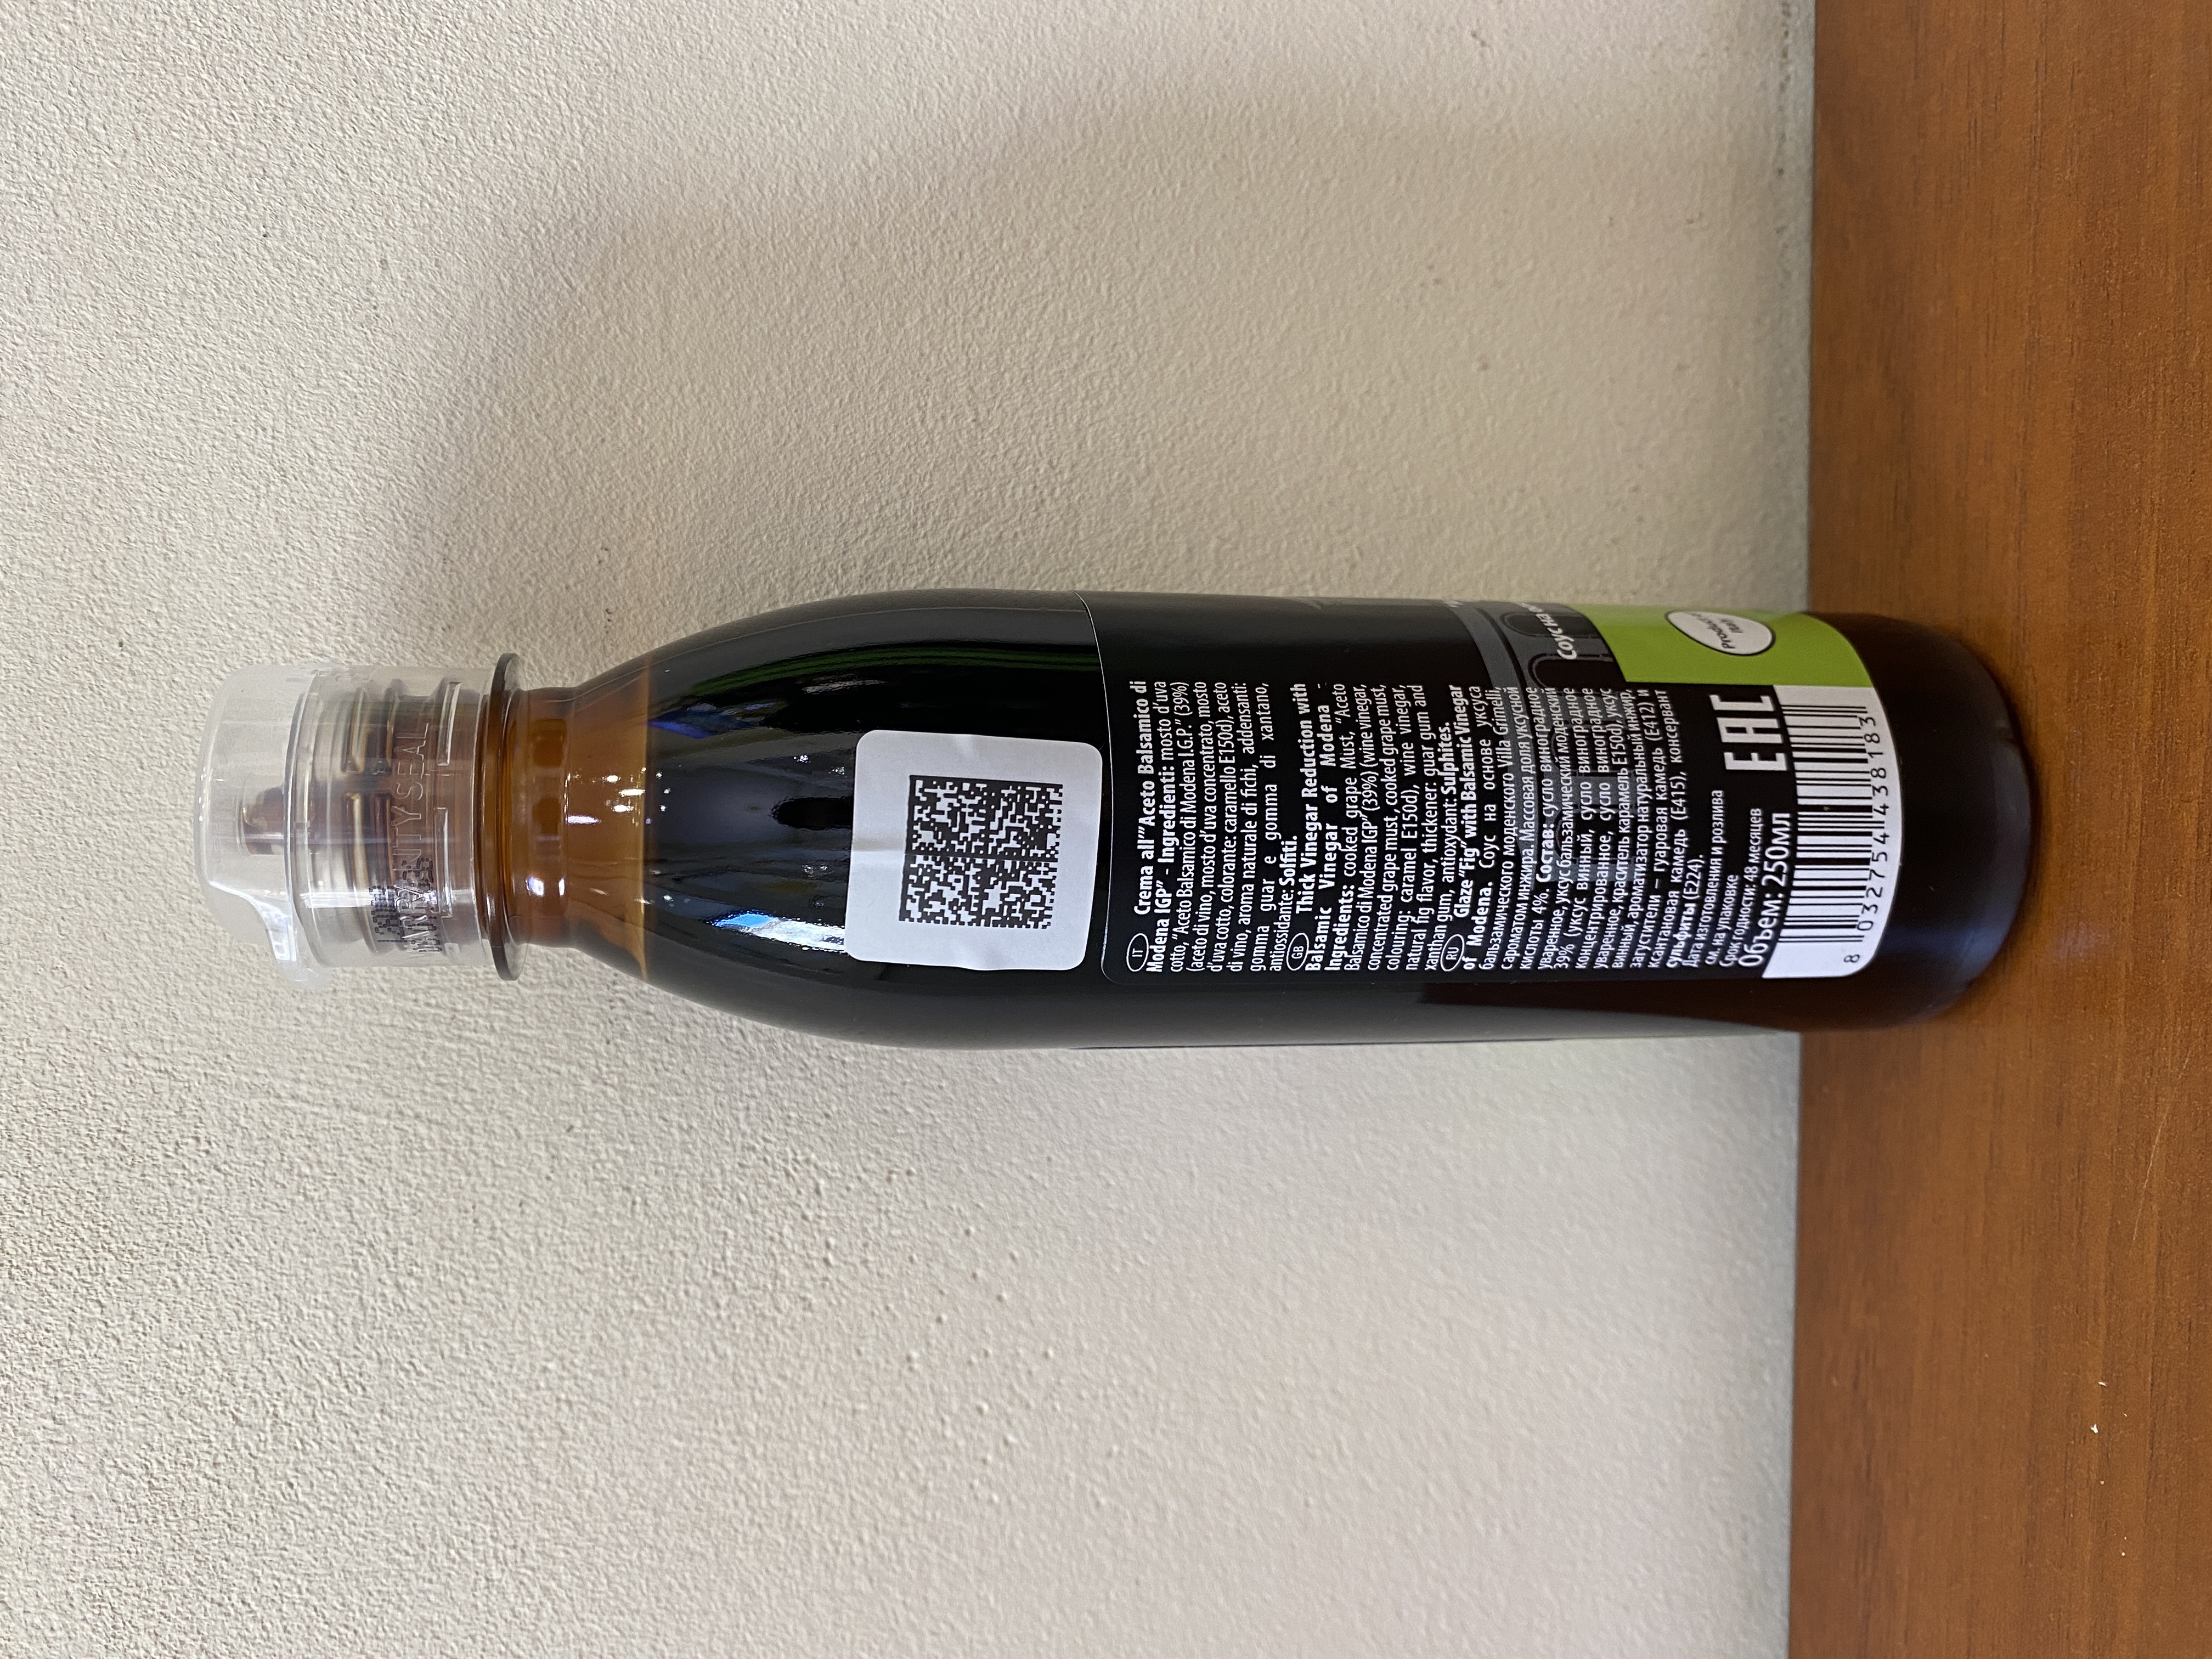 WARRANTY SEAL
IT Crema all'"Aceto Balsamico di
Modena IGP" - Ingredienti: mosto d'uva
cotto, "Aceto Balsamico di Modena I.G.P." (39%)
(aceto di vino, mosto d'uva concentrato, mosto
d'uva cotto, colorante: caramello E150d), aceto
di vino, aroma naturale di fichi, addensanti:
gomma guar e gomma di xantano,
antiossidante: Solfiti.
GB Thick Vinegar Reduction with
Balsamic Vinegar of Modena -
Ingredients: cooked grape Must, "Aceto
Balsamico di Modena IGP" (39%) (wine vinegar,
concentrated grape must, cooked grape must,
colouring: caramel E150d), wine vinegar,
natural fig flavor, thickener: guar gum and
xanthan gum, antioxydant: Sulphites.
RU Glaze "Fig" with Balsamic Vinegar
of Modena. Соус на основе уксуса
бальзамического моденского Villa Grimelli,
с ароматом инжира. Массовая доля уксусной
кислоты 4%. Состав: сусло виноградное
уваренное, уксус бальзамический моденский
39% (уксус винный, сусло виноградное
концентрированное, сусло виноградное
уваренное, краситель карамель E150d), уксус
винный, ароматизатор натуральный инжир,
загустители – гуаровая камедь (E412) и
ксантановая камедь (E415), консервант
сульфиты (E224).
Дата изготовления и розлива
см. на упаковке
Срок годности: 48 месяцев
Объем: 250мл
EAC
8 032754 438183
Соус на
Product